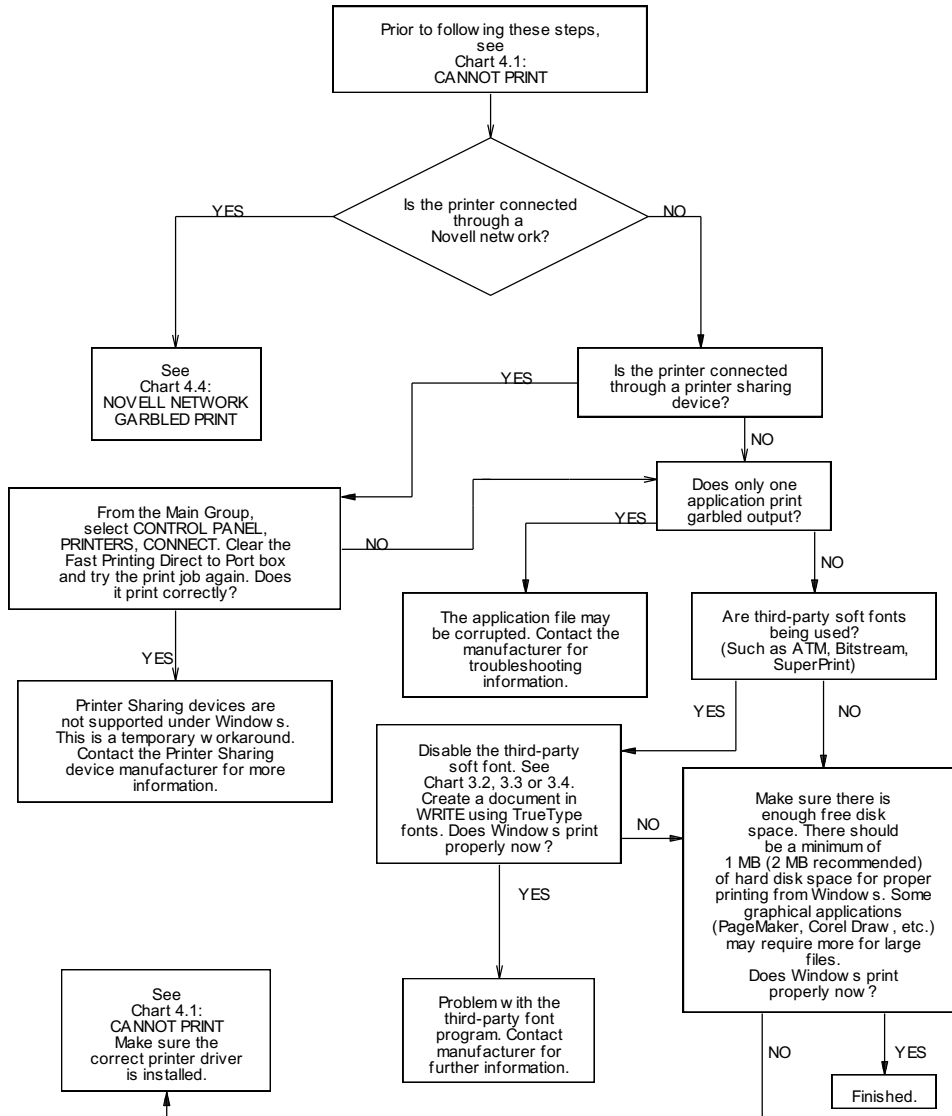 Prior to following these steps,
see
Chart 4.1:
CANNOT PRINT
Is the printer connected
through a
Novell network?
YES
NO
See
Chart 4.4:
NOVELL NETWORK
GARBLED PRINT
Is the printer connected
through a printer sharing
device?
YES
NO
From the Main Group,
select CONTROL PANEL,
PRINTERS, CONNECT. Clear the
Fast Printing Direct to Port box
and try the print job again. Does
it print correctly?
NO
YES
Does only one
application print
garbled output?
YES
NO
The application file may
be corrupted. Contact the
manufacturer for
troubleshooting
information.
Are third-party soft fonts
being used?
(Such as ATM, Bitstream,
SuperPrint)
YES
NO
Printer Sharing devices are
not supported under Windows.
This is a temporary workaround.
Contact the Printer Sharing
device manufacturer for more
information.
Disable the third-party
soft font. See
Chart 3.2, 3.3 or 3.4.
Create a document in
WRITE using TrueType
fonts. Does Windows print
properly now?
NO
YES
Make sure there is
enough free disk
space. There should
be a minimum of
1 MB (2 MB recommended)
of hard disk space for proper
printing from Windows. Some
graphical applications
(PageMaker, Corel Draw, etc.)
may require more for large
files.
Does Windows print
properly now?
See
Chart 4.1:
CANNOT PRINT
Make sure the
correct printer driver
is installed.
Problem with the
third-party font
program. Contact
manufacturer for
further information.
NO
YES
Finished.